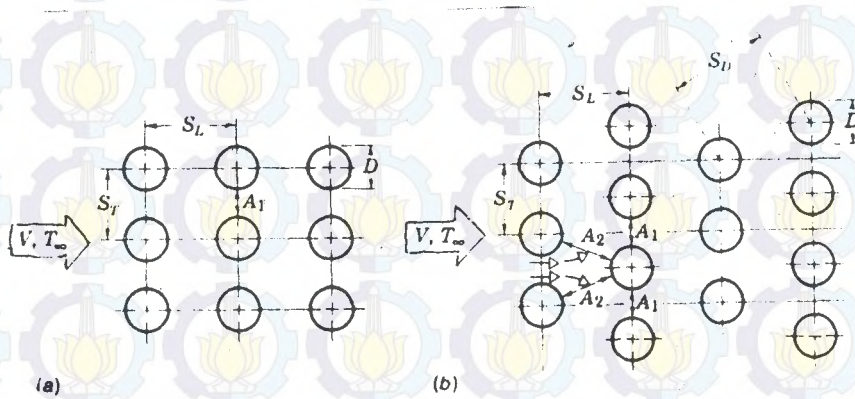 S_L
S_T
D
A_1
V, T_∞
(a)
S_D
S_L
D
S_T
A_2
A_1
V, T_∞
A_2
A_1
(b)